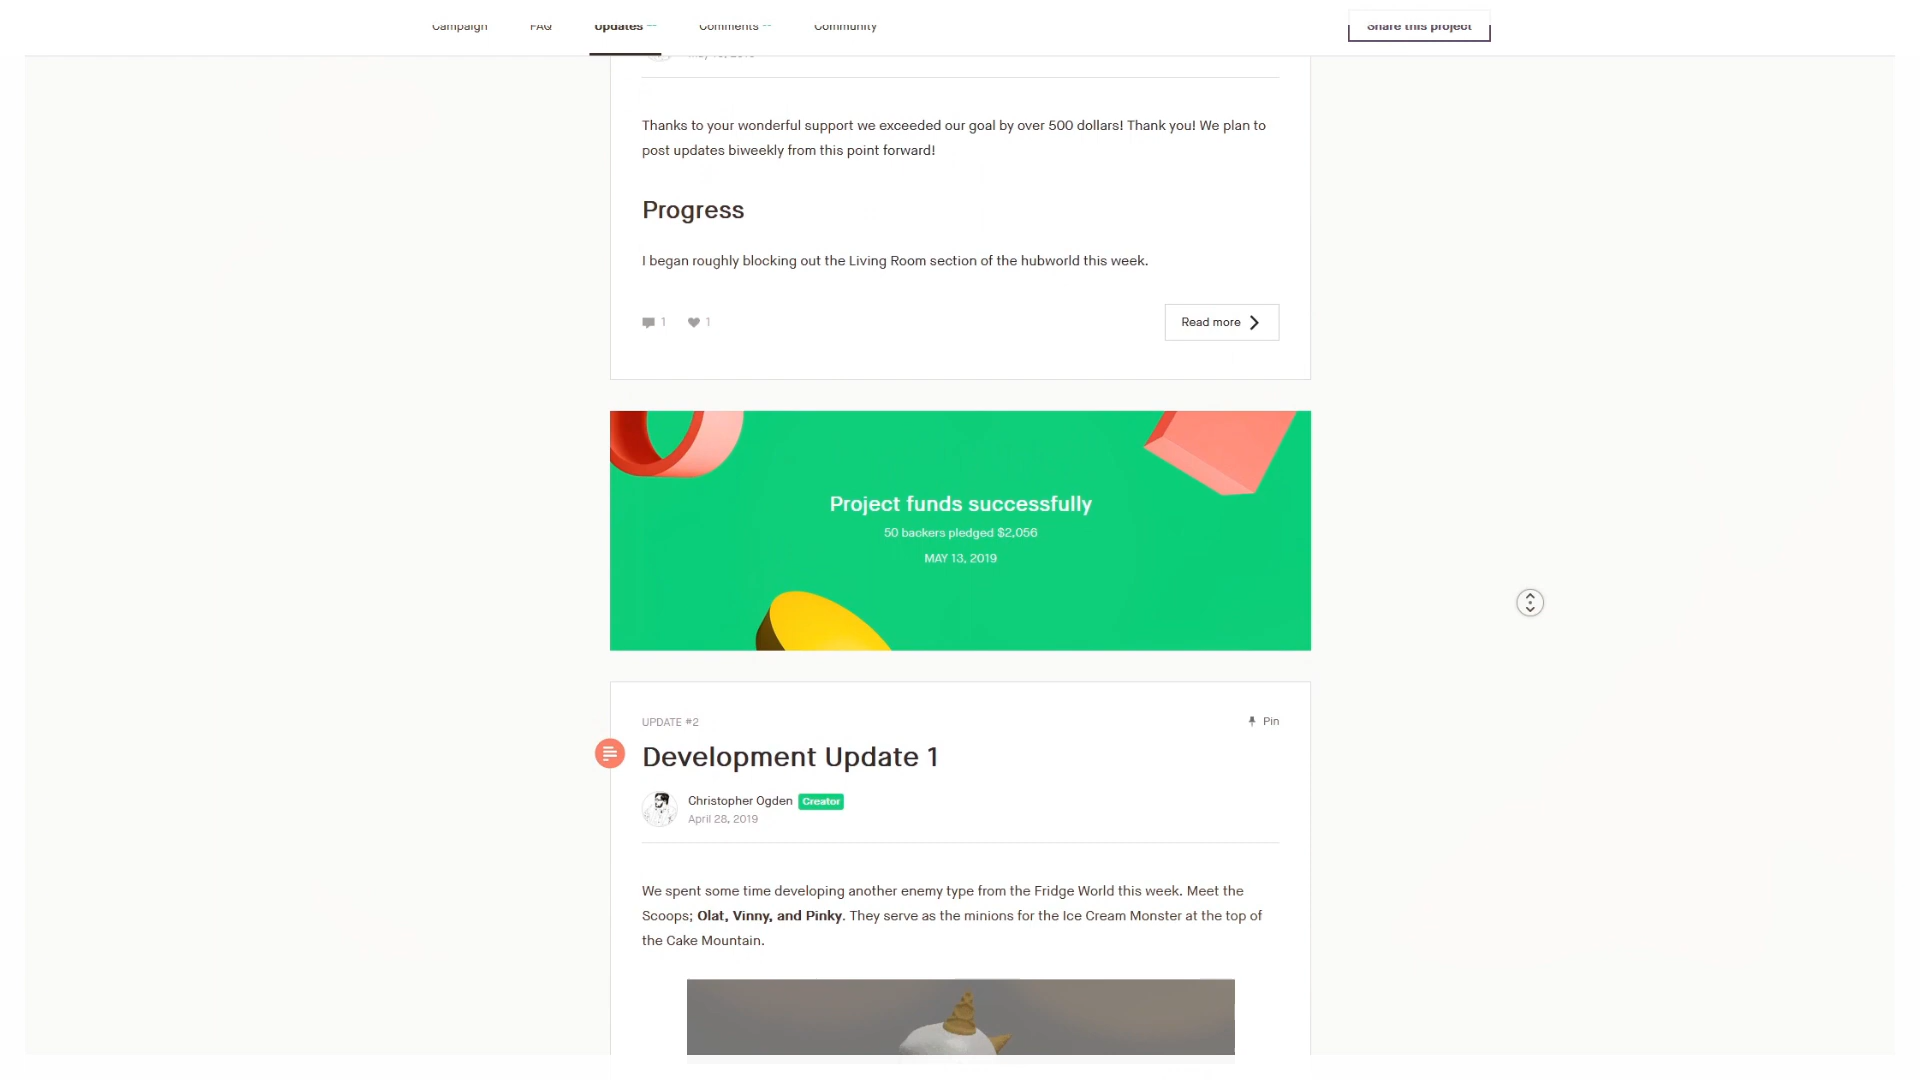 Campaign
FAQ
Updates
Comments
Community
Share this project
Thanks to your wonderful support we exceeded our goal by over 500 dollars! Thank you! We plan to
post updates biweekly from this point forward!
Progress
I began roughly blocking out the Living Room section of the hubworld this week.
1
1
Read more
Project funds successfully
50 backers pledged $2,056
MAY 13, 2019
UPDATE #2
Pin
Development Update 1
Christopher Ogden Creator
April 28, 2019
We spent some time developing another enemy type from the Fridge World this week. Meet the
Scoops; Olat, Vinny, and Pinky. They serve as the minions for the Ice Cream Monster at the top of
the Cake Mountain.